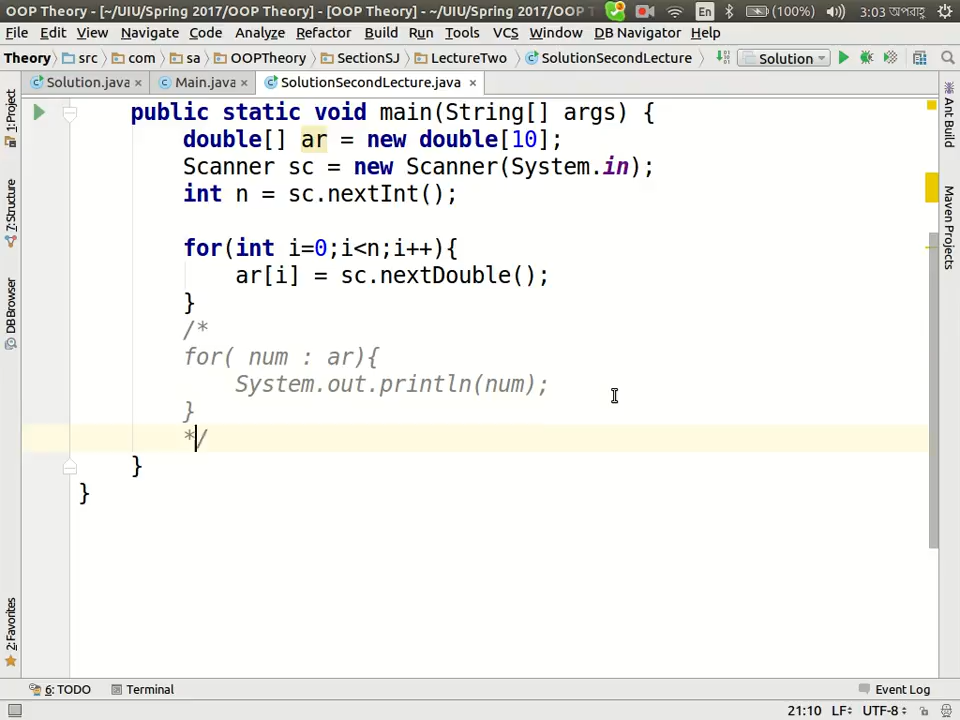 OOP Theory - [~/UIU/Spring 2017/OOP Theory] - [OOP Theory] - ~/UIU/Spring 2017/OOP T En (100%) 3:03 অপরাহ্ণ
File Edit View Navigate Code Analyze Refactor Build Run Tools VCS Window DB Navigator Help
Theory src com sa OOPTheory SectionSJ LectureTwo SolutionSecondLecture Solution
Solution.java Main.java SolutionSecondLecture.java
1:Project
7:Structure
DB Browser
2:Favorites
public static void main(String[] args) {
double[] ar = new double[10];
Scanner sc = new Scanner(System.in);
int n = sc.nextInt();
for(int i=0;i<n;i++){
ar[i] = sc.nextDouble();
}
/*
for( num : ar){
System.out.println(num);
}
*/
}
}
Ant Build
Maven Projects
6: TODO Terminal Event Log
21:10 LF UTF-8